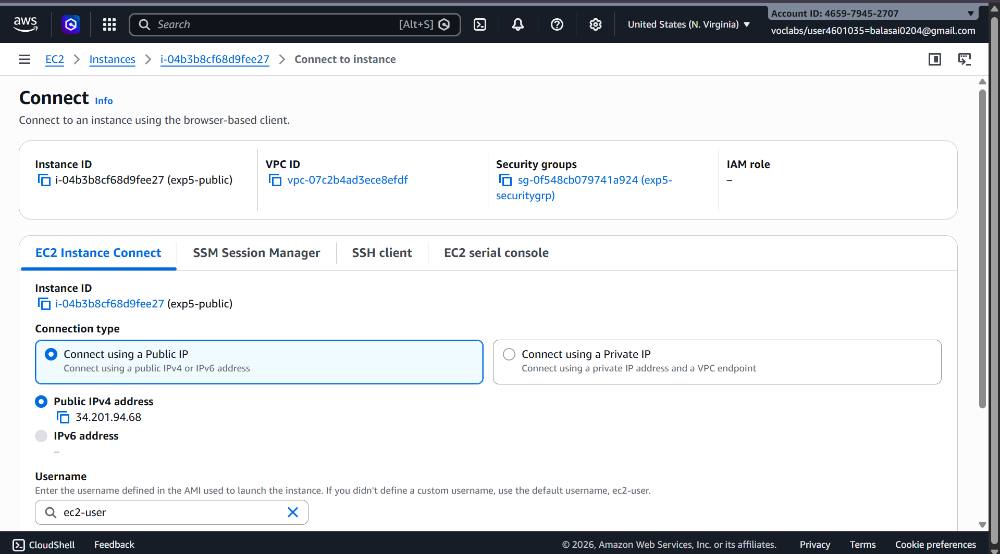 aws
Search [Alt+S]
United States (N. Virginia)
Account ID: 4659-7945-2707
voclabs/user4601035=balasai0204@gmail.com
EC2 > Instances > i-04b3b8cf68d9fee27 > Connect to instance
Connect Info
Connect to an instance using the browser-based client.
Instance ID
i-04b3b8cf68d9fee27 (exp5-public)
VPC ID
vpc-07c2b4ad3ece8efdf
Security groups
sg-0f548cb079741a924 (exp5-
securitygrp)
IAM role
–
EC2 Instance Connect
SSM Session Manager
SSH client
EC2 serial console
Instance ID
i-04b3b8cf68d9fee27 (exp5-public)
Connection type
Connect using a Public IP
Connect using a public IPv4 or IPv6 address
Connect using a Private IP
Connect using a private IP address and a VPC endpoint
Public IPv4 address
34.201.94.68
IPv6 address
–
Username
Enter the username defined in the AMI used to launch the instance. If you didn't define a custom username, use the default username, ec2-user.
ec2-user
CloudShell
Feedback
© 2026, Amazon Web Services, Inc. or its affiliates.
Privacy
Terms
Cookie preferences